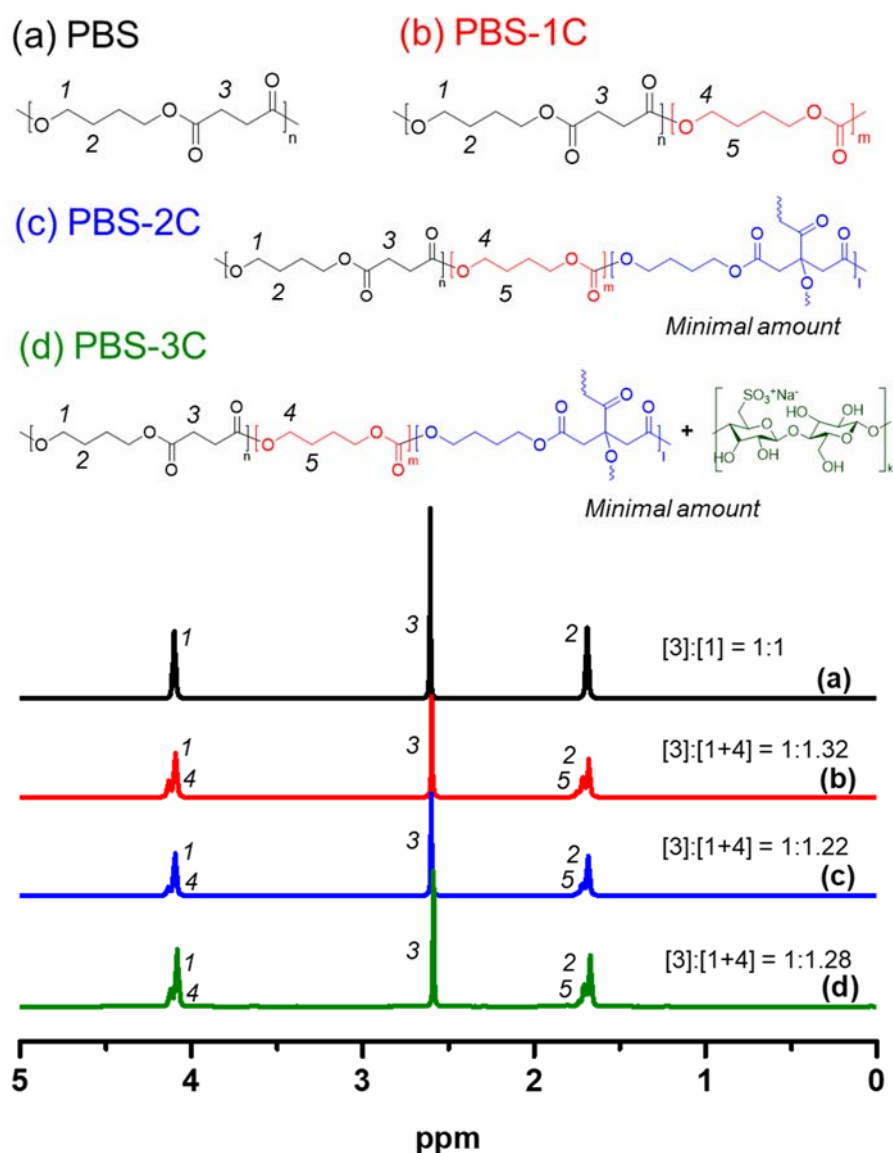 (a) PBS
(b) PBS-1C
1 3 O
O 2 O O n
1 3 O 4
O 2 O O n O 5 O O m
(c) PBS-2C
1 3 O 4 O O O
O 2 O O n O 5 O O m O O O O l
Minimal amount
(d) PBS-3C
1 3 O 4 O O O + SO3+Na- HO OH
O 2 O O n O 5 O O m O O O O l O O HO OH O O OH O k
Minimal amount
1 3 2 [3]:[1] = 1:1
(a)
1 4 3 2 5 [3]:[1+4] = 1:1.32
(b)
1 4 3 2 5 [3]:[1+4] = 1:1.22
(c)
1 4 3 2 5 [3]:[1+4] = 1:1.28
(d)
5 4 3 2 1 0
ppm